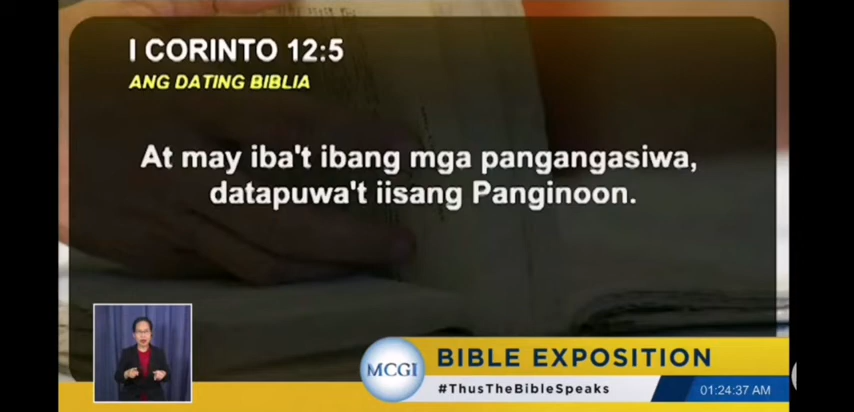 I CORINTO 12:5
ANG DATING BIBLIA
At may iba't ibang mga pangangasiwa,
datapuwa't iisang Panginoon.
MCGI
BIBLE EXPOSITION
#ThusTheBibleSpeaks
01:24:37 AM